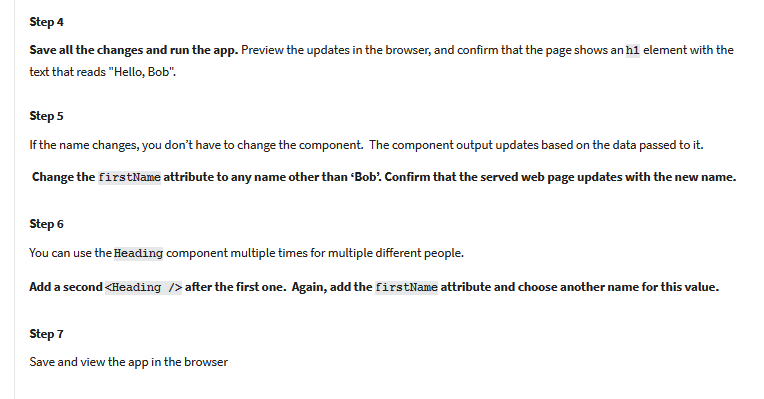 Step 4
Save all the changes and run the app. Preview the updates in the browser, and confirm that the page shows an h1 element with the
text that reads "Hello, Bob".
Step 5
If the name changes, you don’t have to change the component. The component output updates based on the data passed to it.
Change the firstName attribute to any name other than ‘Bob’. Confirm that the served web page updates with the new name.
Step 6
You can use the Heading component multiple times for multiple different people.
Add a second <Heading /> after the first one. Again, add the firstName attribute and choose another name for this value.
Step 7
Save and view the app in the browser